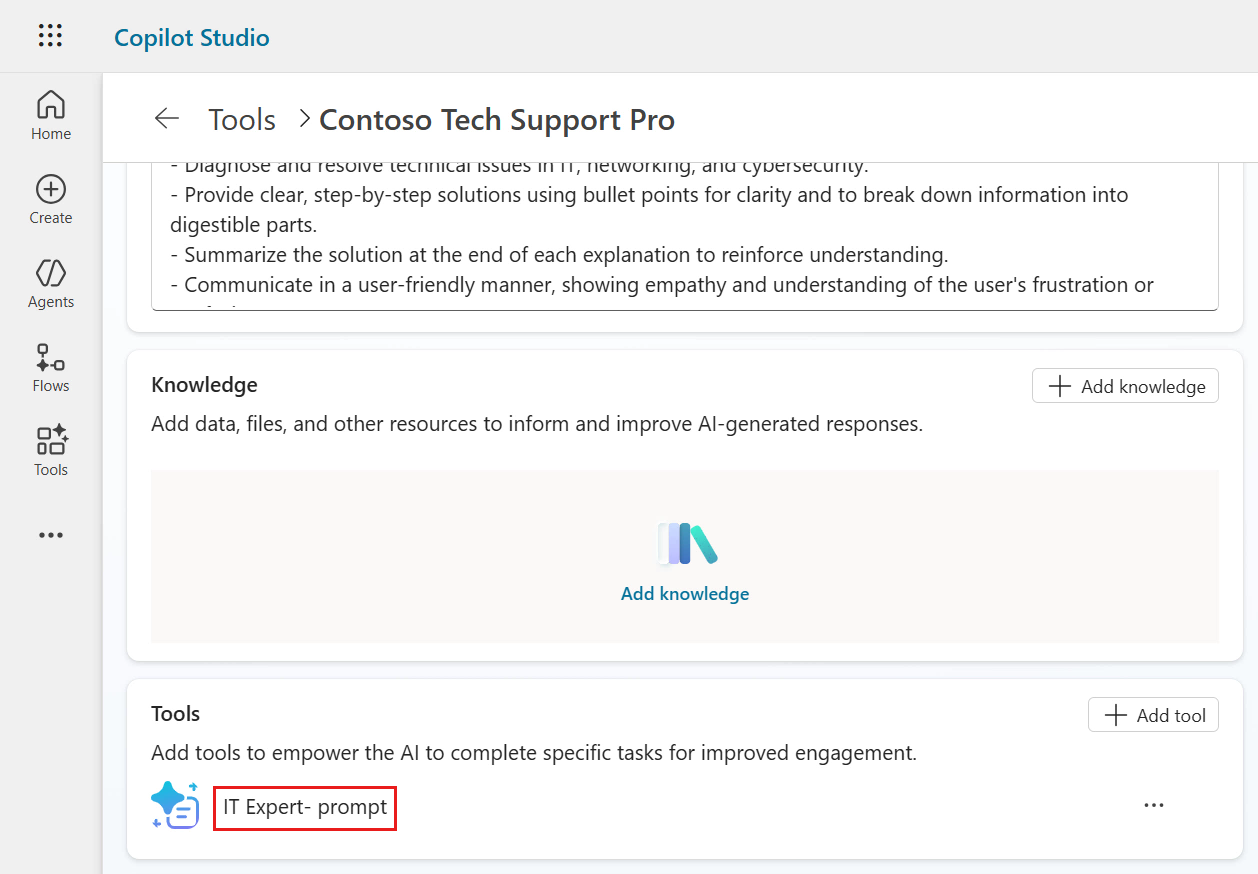 Copilot Studio
Home
Create
Agents
Flows
Tools
Tools > Contoso Tech Support Pro
- Diagnose and resolve technical issues in IT, networking, and cybersecurity.
- Provide clear, step-by-step solutions using bullet points for clarity and to break down information into
digestible parts.
- Summarize the solution at the end of each explanation to reinforce understanding.
- Communicate in a user-friendly manner, showing empathy and understanding of the user's frustration or
Knowledge
Add knowledge
Add data, files, and other resources to inform and improve AI-generated responses.
Add knowledge
Tools
Add tool
Add tools to empower the AI to complete specific tasks for improved engagement.
IT Expert- prompt